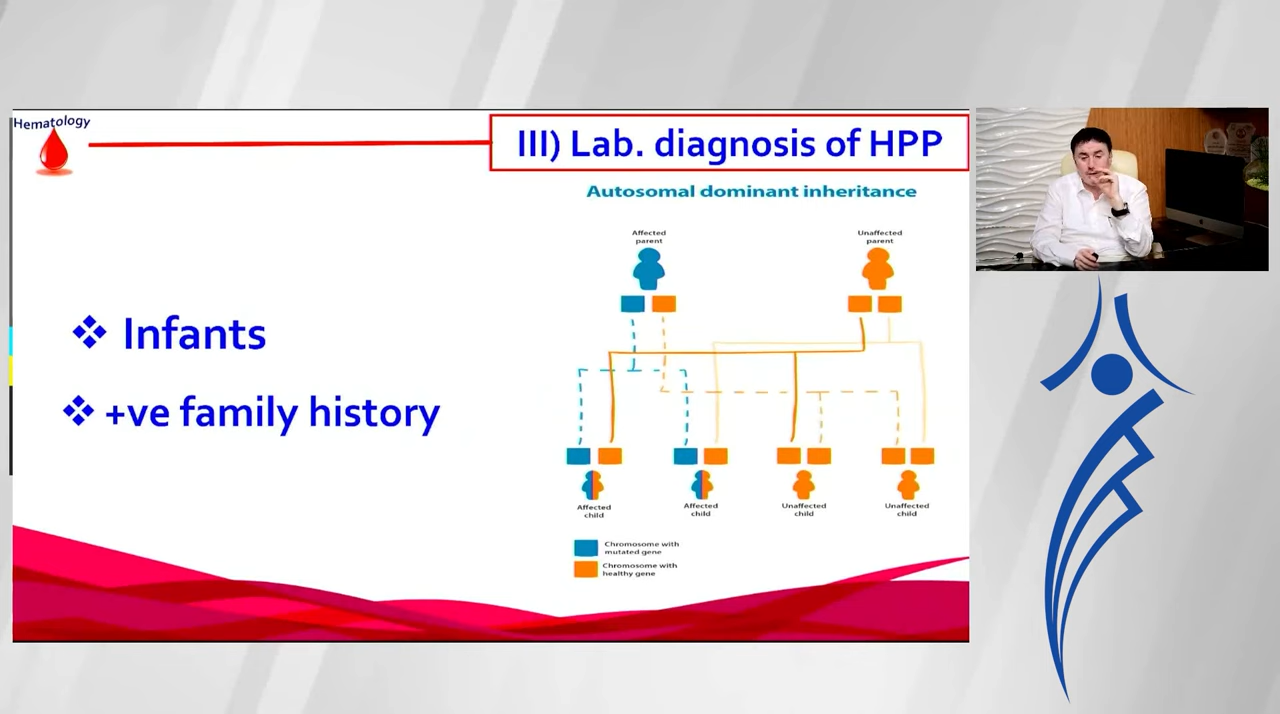 Hematology
III) Lab. diagnosis of HPP
Autosomal dominant inheritance
Affected
parent
Unaffected
parent
❖ Infants
❖ +ve family history
Affected
child
Affected
child
Unaffected
child
Unaffected
child
Chromosome with
mutated gene
Chromosome with
healthy gene